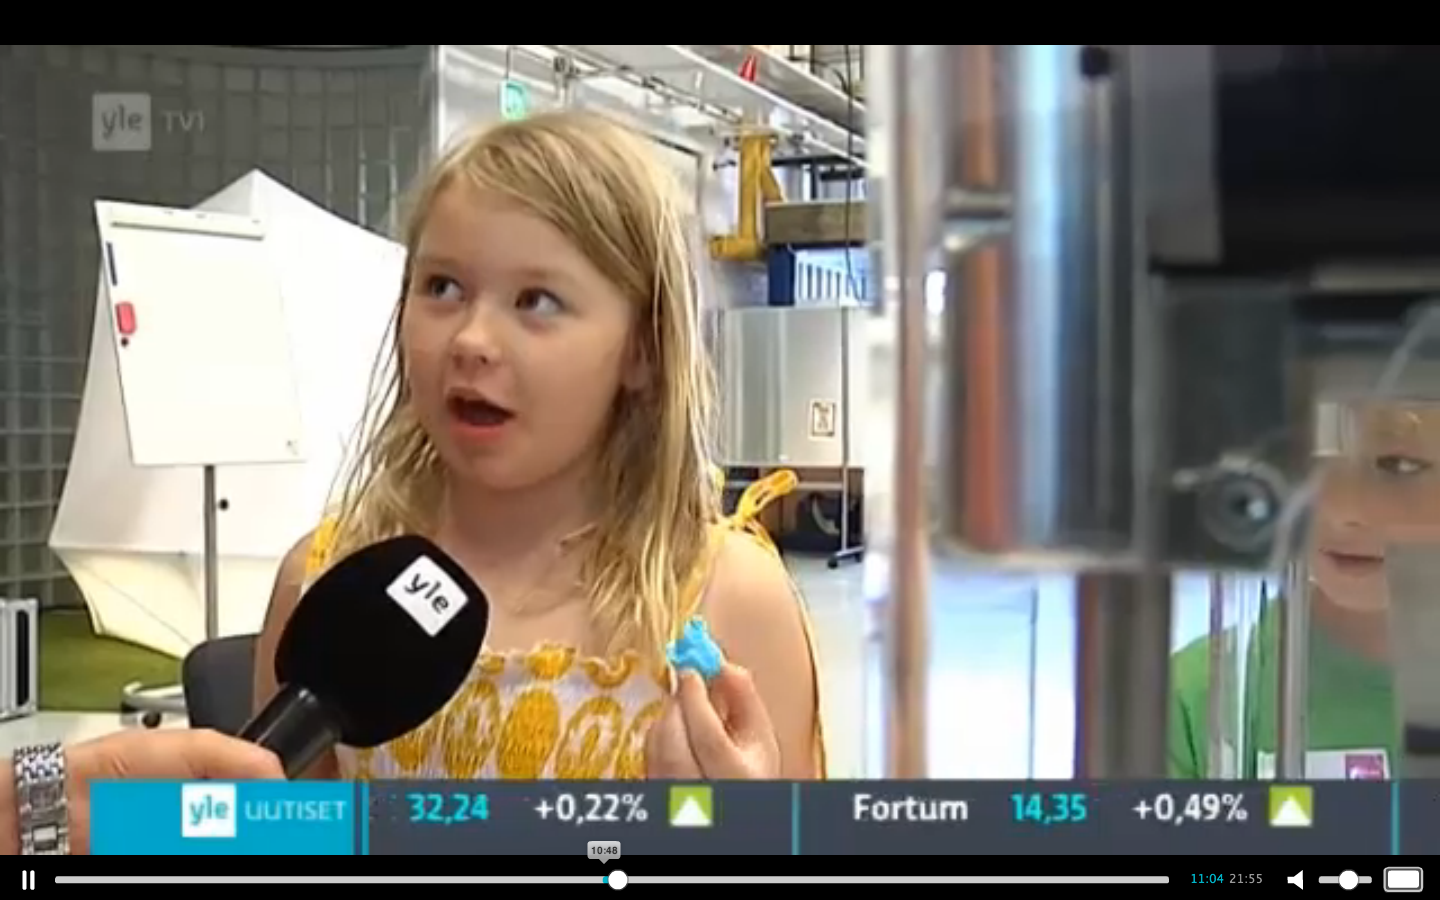 yle TV1
yle
yle UUTISET 32,24 +0,22% Fortum 14,35 +0,49%
10:48
11:04 21:55